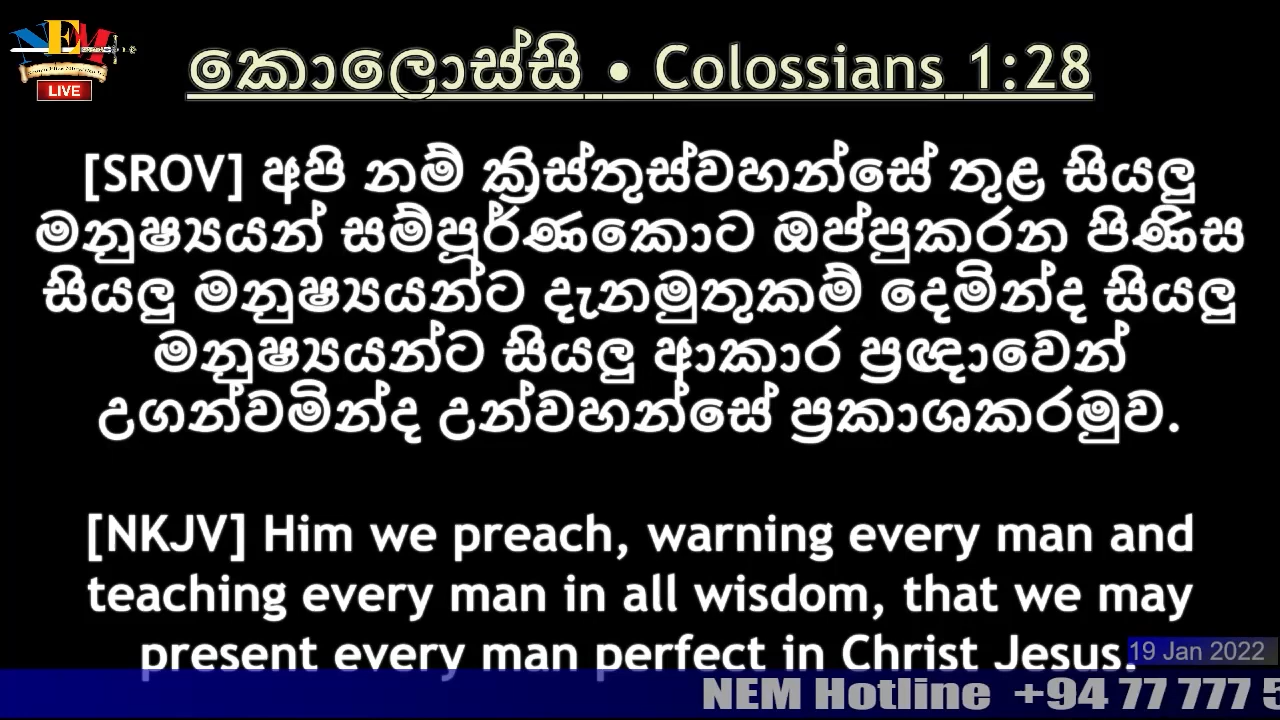 NEM
LIVE
කොලොස්සි • Colossians 1:28
[SROV] අපි නම් ක්‍රිස්තුස්වහන්සේ තුළ සියලු
මනුෂ්‍යයන් සම්පූර්ණකොට ඔප්පුකරන පිණිස
සියලු මනුෂ්‍යයන්ට දැනමුතුකම් දෙමින්ද සියලු
මනුෂ්‍යයන්ට සියලු ආකාර ප්‍රඥාවෙන්
උගන්වමින්ද උන්වහන්සේ ප්‍රකාශකරමුව.
[NKJV] Him we preach, warning every man and
teaching every man in all wisdom, that we may
present every man perfect in Christ Jesus.
19 Jan 2022
NEM Hotline +94 77 777 5